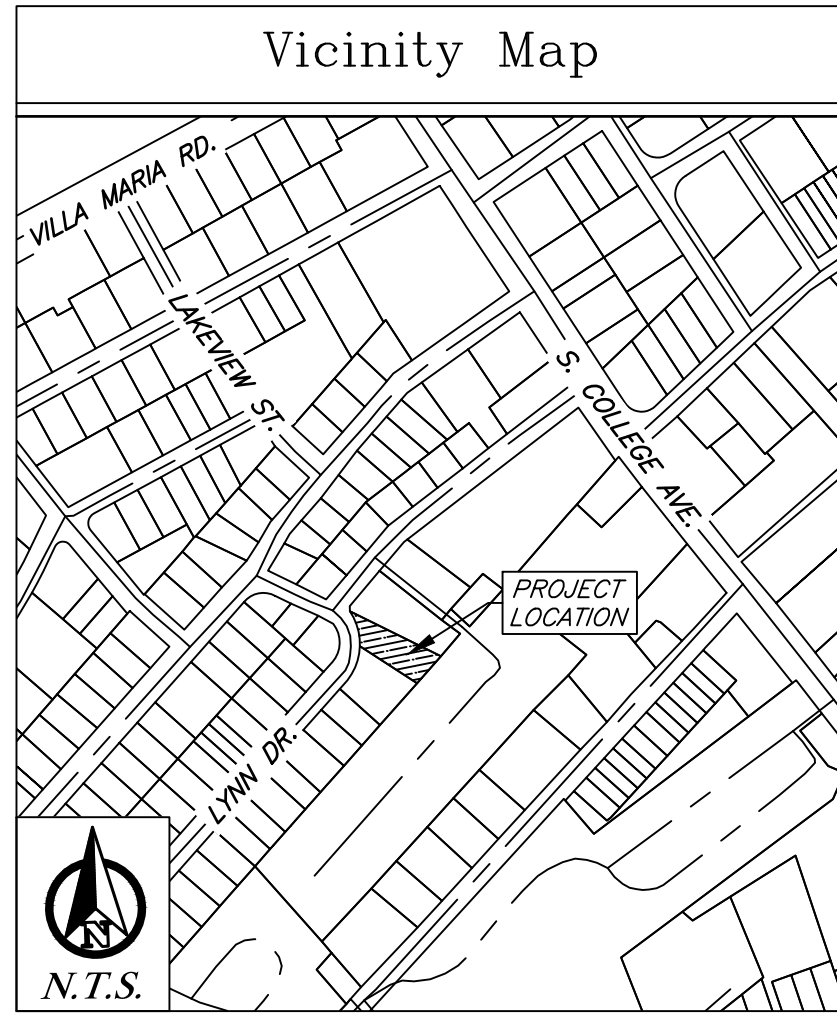 Vicinity Map
VILLA MARIA RD.
LAKEVIEW ST.
S. COLLEGE AVE.
PROJECT
LOCATION
LYNN DR.
N
N.T.S.